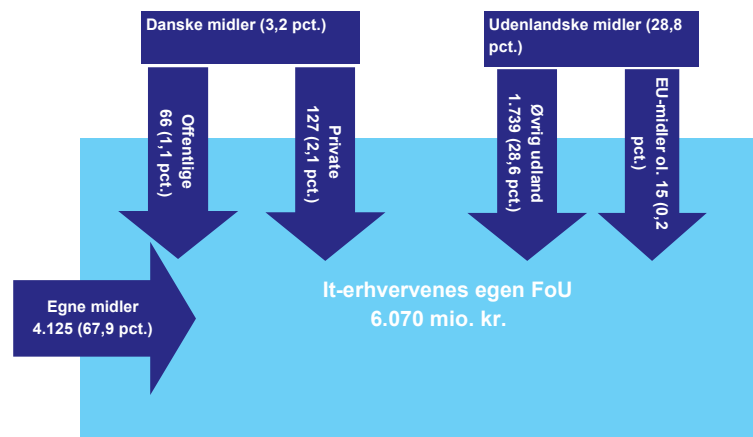 Danske midler (3,2 pct.)
Udenlandske midler (28,8
pct.)
Offentlige
66 (1,1 pct.)
Private
127 (2,1 pct.)
Øvrig udland
1.739 (28,6 pct.)
EU-midler ol. 15 (0,2
pct.)
It-erhvervenes egen FoU
6.070 mio. kr.
Egne midler
4.125 (67,9 pct.)